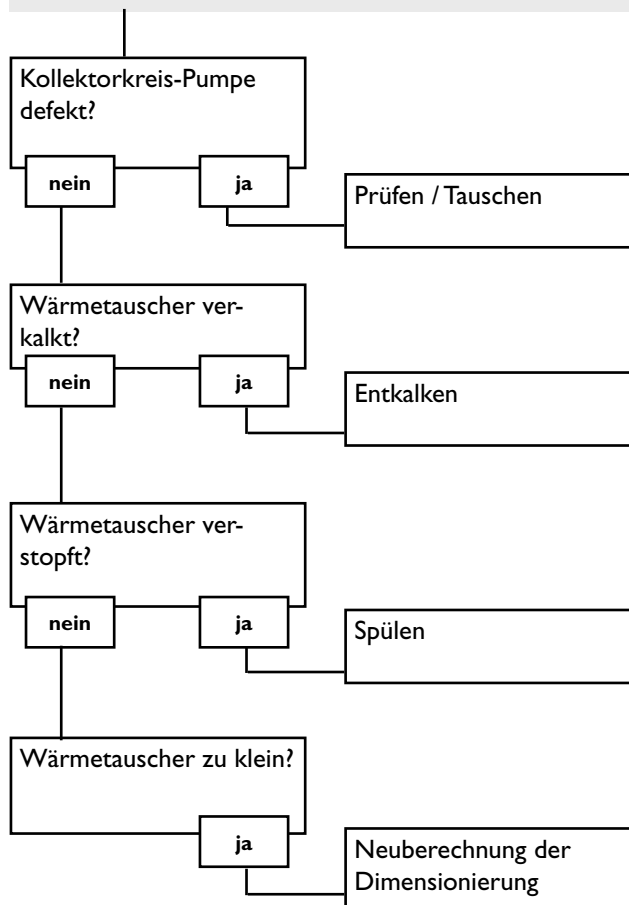 Kollektorkreis-Pumpe
defekt?
nein
ja
Prüfen / Tauschen
Wärmetauscher ver-
kalkt?
nein
ja
Entkalken
Wärmetauscher ver-
stopft?
nein
ja
Spülen
Wärmetauscher zu klein?
ja
Neuberechnung der
Dimensionierung